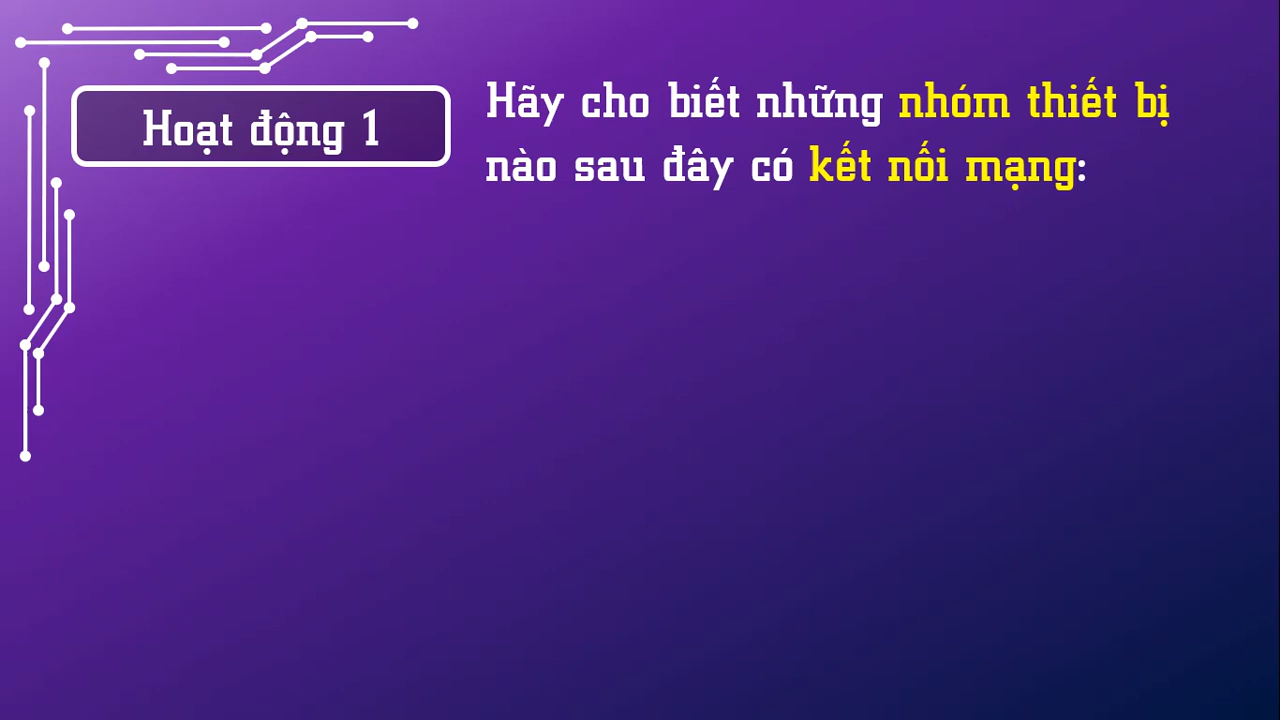 Hoạt động 1
Hãy cho biết những nhóm thiết bị
nào sau đây có kết nối mạng: